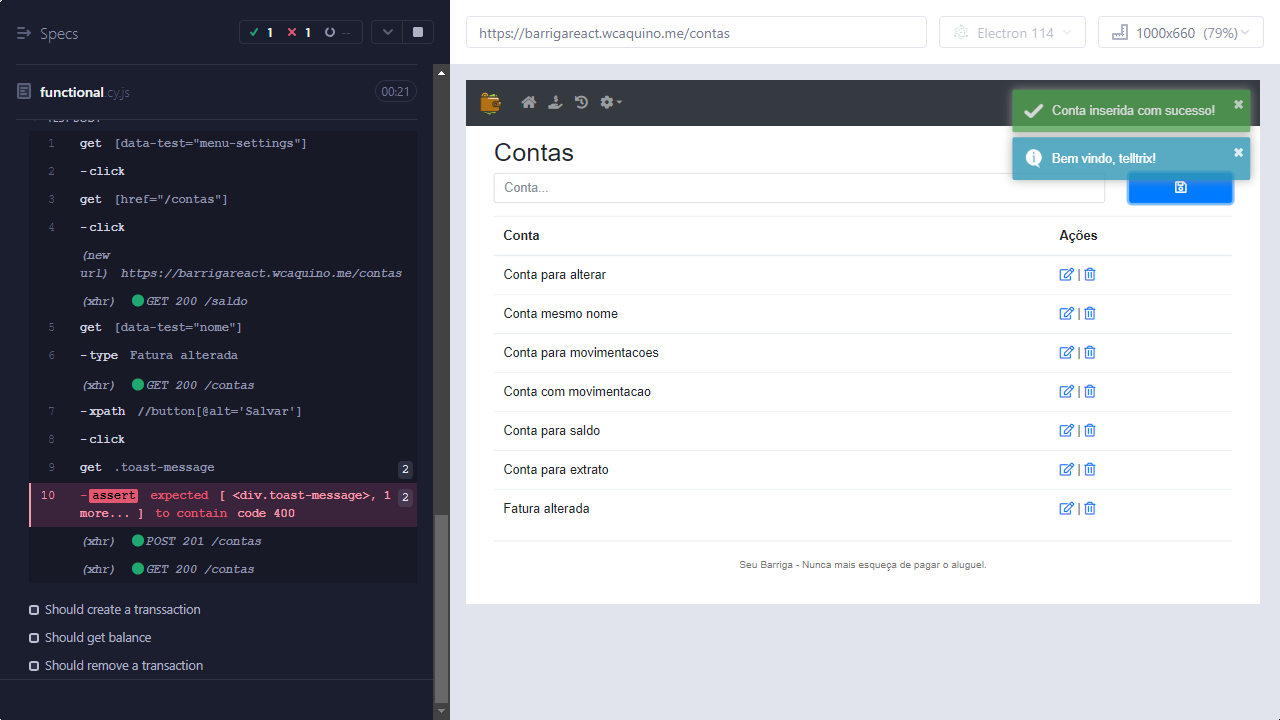 Specs
1
1
--
functional.cy.js
00:21
TEST BODY
1 get [data-test="menu-settings"]
2 -click
3 get [href="/contas"]
4 -click
(new
url) https://barrigareact.wcaquino.me/contas
(xhr) GET 200 /saldo
5 get [data-test="nome"]
6 -type Fatura alterada
(xhr) GET 200 /contas
7 -xpath //button[@alt='Salvar']
8 -click
9 get .toast-message 2
10 -assert expected [ <div.toast-message>, 1 2
more... ] to contain code 400
(xhr) POST 201 /contas
(xhr) GET 200 /contas
Should create a transsaction
Should get balance
Should remove a transaction
https://barrigareact.wcaquino.me/contas
Electron 114
1000x660 (79%)
Conta inserida com sucesso!
×
Bem vindo, telltrix!
×
Contas
Conta...
Conta Ações
Conta para alterar |
Conta mesmo nome |
Conta para movimentacoes |
Conta com movimentacao |
Conta para saldo |
Conta para extrato |
Fatura alterada |
Seu Barriga - Nunca mais esqueça de pagar o aluguel.